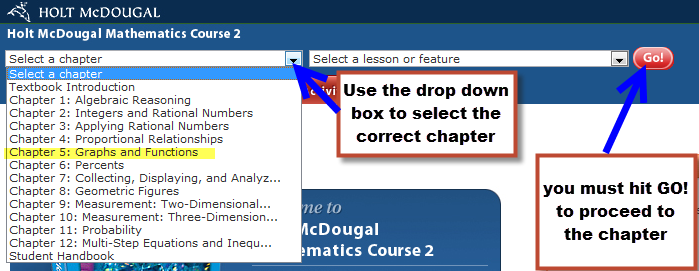 HOLT MCDOUGAL
Holt McDougal Mathematics Course 2
Select a chapter
Select a lesson or feature
Go!
Select a chapter
Textbook Introduction
Chapter 1: Algebraic Reasoning
Chapter 2: Integers and Rational Numbers
Chapter 3: Applying Rational Numbers
Chapter 4: Proportional Relationships
Chapter 5: Graphs and Functions
Chapter 6: Percents
Chapter 7: Collecting, Displaying, and Analyz...
Chapter 8: Geometric Figures
Chapter 9: Measurement: Two-Dimensional...
Chapter 10: Measurement: Three-Dimension...
Chapter 11: Probability
Chapter 12: Multi-Step Equations and Inequ...
Student Handbook
Use the drop down
box to select the
correct chapter
you must hit GO!
to proceed to
the chapter
me to
McDougal
ematics Course 2